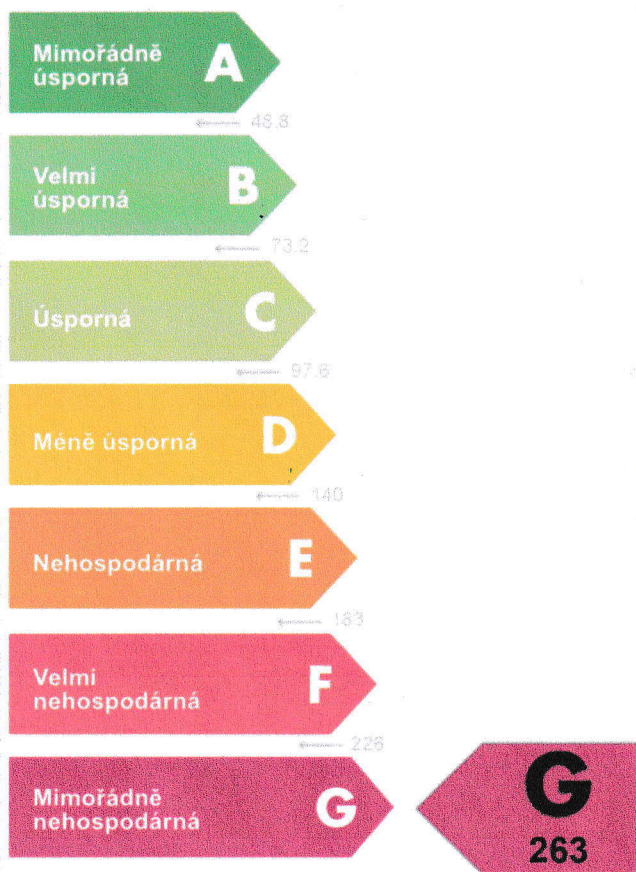 Mimořádně
úsporná
A
48.8
Velmi
úsporná
B
73.2
Úsporná
C
97.6
Méně úsporná
D
140
Nehospodárná
E
183
Velmi
nehospodárná
F
226
Mimořádně
nehospodárná
G
G
263